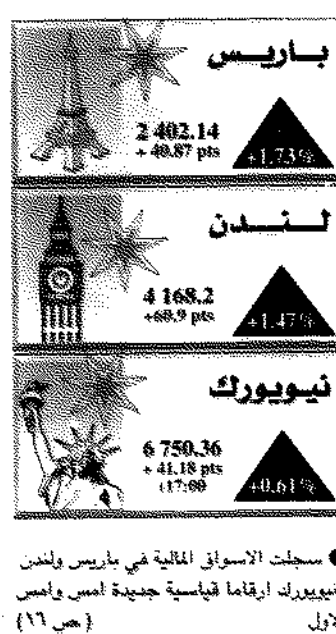 باريس
2 402.14
+ 40.87 pts
+1.73%
لندن
4 168.2
+60.9 pts
+1.47%
نيويورك
6 750.36
+ 41.18 pts
(17:00
+0.61%
● سجلت الاسواق المالية في باريس ولندن
نيويورك ارقاما قياسية جديدة امس وامس
لاول (ص ١٦)